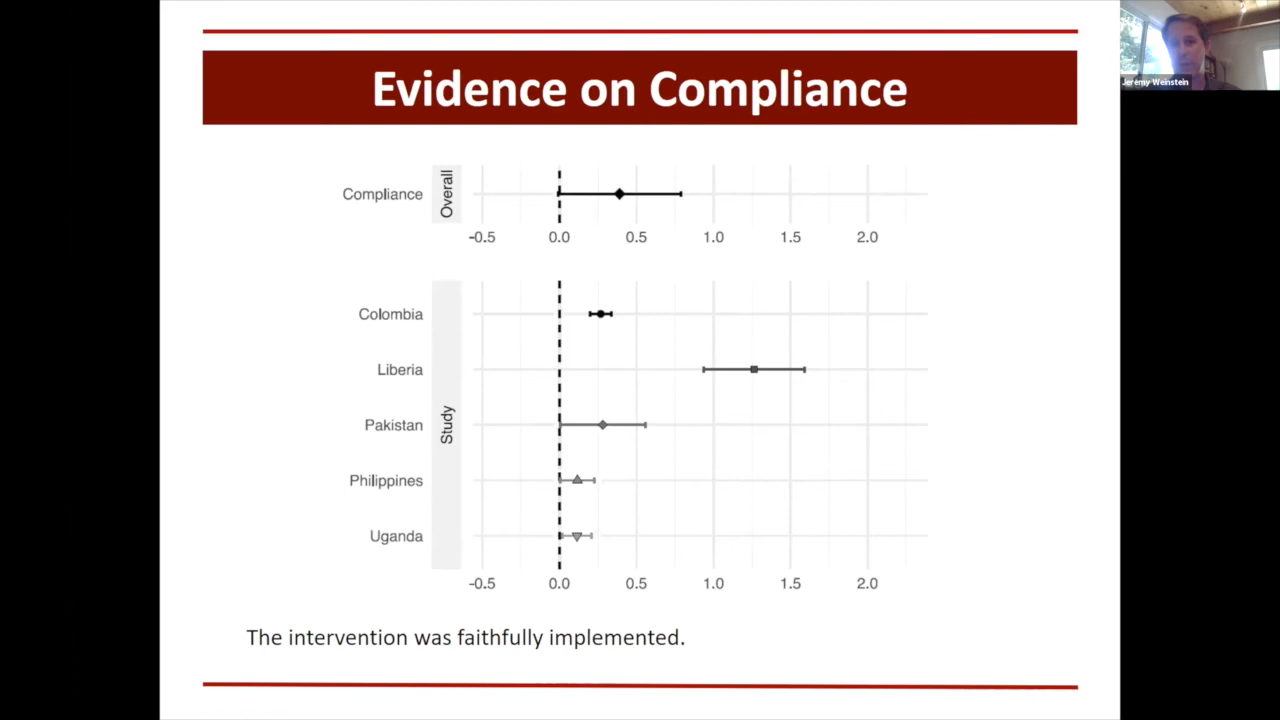 Jeremy Weinstein
Evidence on Compliance
Compliance
Overall
-0.5 0.0 0.5 1.0 1.5 2.0
Colombia
Liberia
Pakistan
Philippines
Uganda
Study
-0.5 0.0 0.5 1.0 1.5 2.0
The intervention was faithfully implemented.